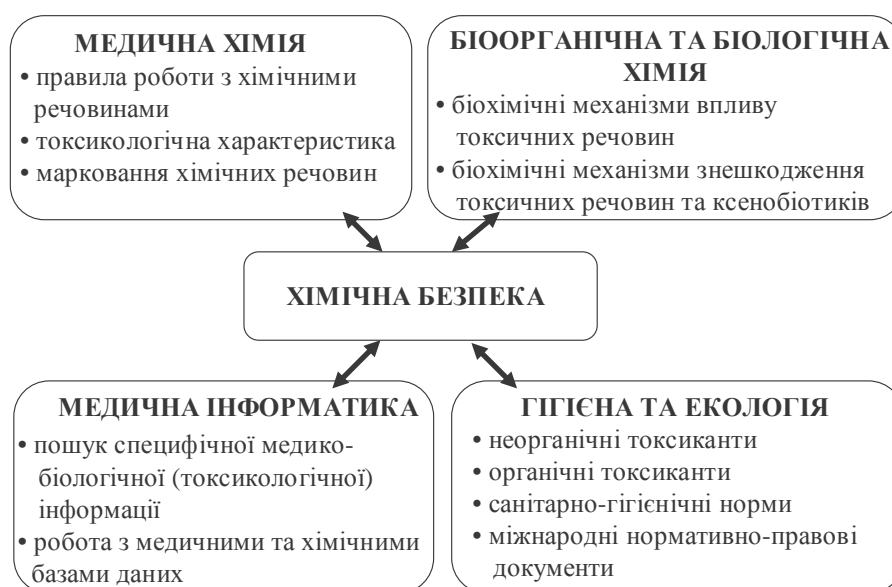 МЕДИЧНА ХІМІЯ
• правила роботи з хімічними
речовинами
• токсикологічна характеристика
• марковання хімічних речовин
БІООРГАНІЧНА ТА БІОЛОГІЧНА
ХІМІЯ
• біохімічні механізми впливу
токсичних речовин
• біохімічні механізми знешкодження
токсичних речовин та ксенобіотиків
ХІМІЧНА БЕЗПЕКА
МЕДИЧНА ІНФОРМАТИКА
• пошук специфічної медико-
біологічної (токсикологічної)
інформації
• робота з медичними та хімічними
базами даних
ГІГІЄНА ТА ЕКОЛОГІЯ
• неорганічні токсиканти
• органічні токсиканти
• санітарно-гігієнічні норми
• міжнародні нормативно-правові
документи